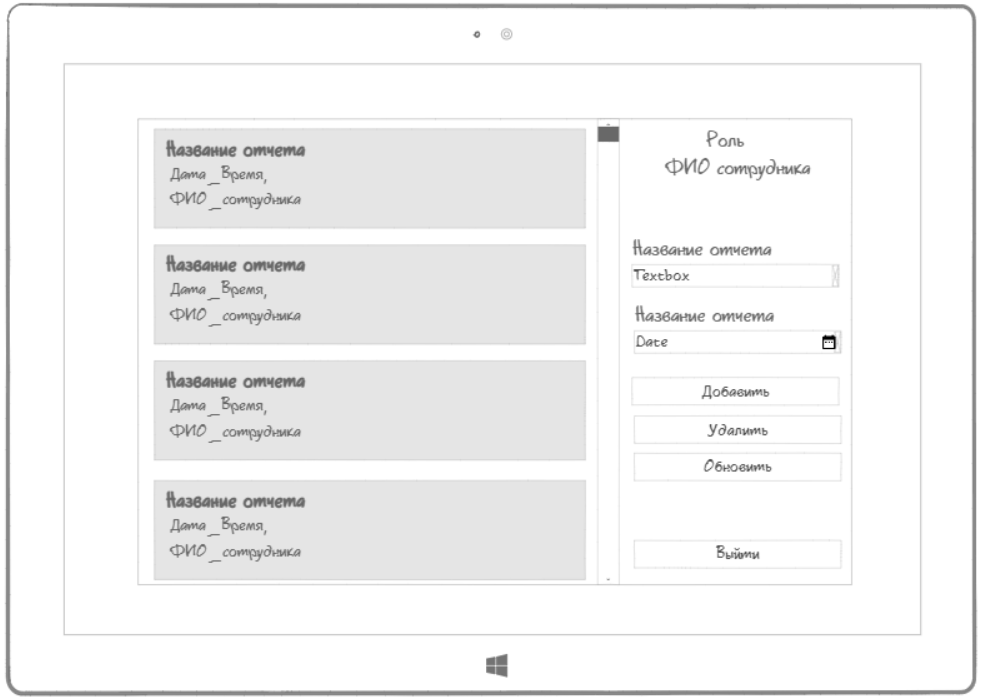 Название отчета
Дата_Время,
ФИО_сотрудника
Название отчета
Дата_Время,
ФИО_сотрудника
Название отчета
Дата_Время,
ФИО_сотрудника
Название отчета
Дата_Время,
ФИО_сотрудника
Роль
ФИО сотрудника
Название отчета
Textbox
Название отчета
Date
Добавить
Удалить
Обновить
Выйти